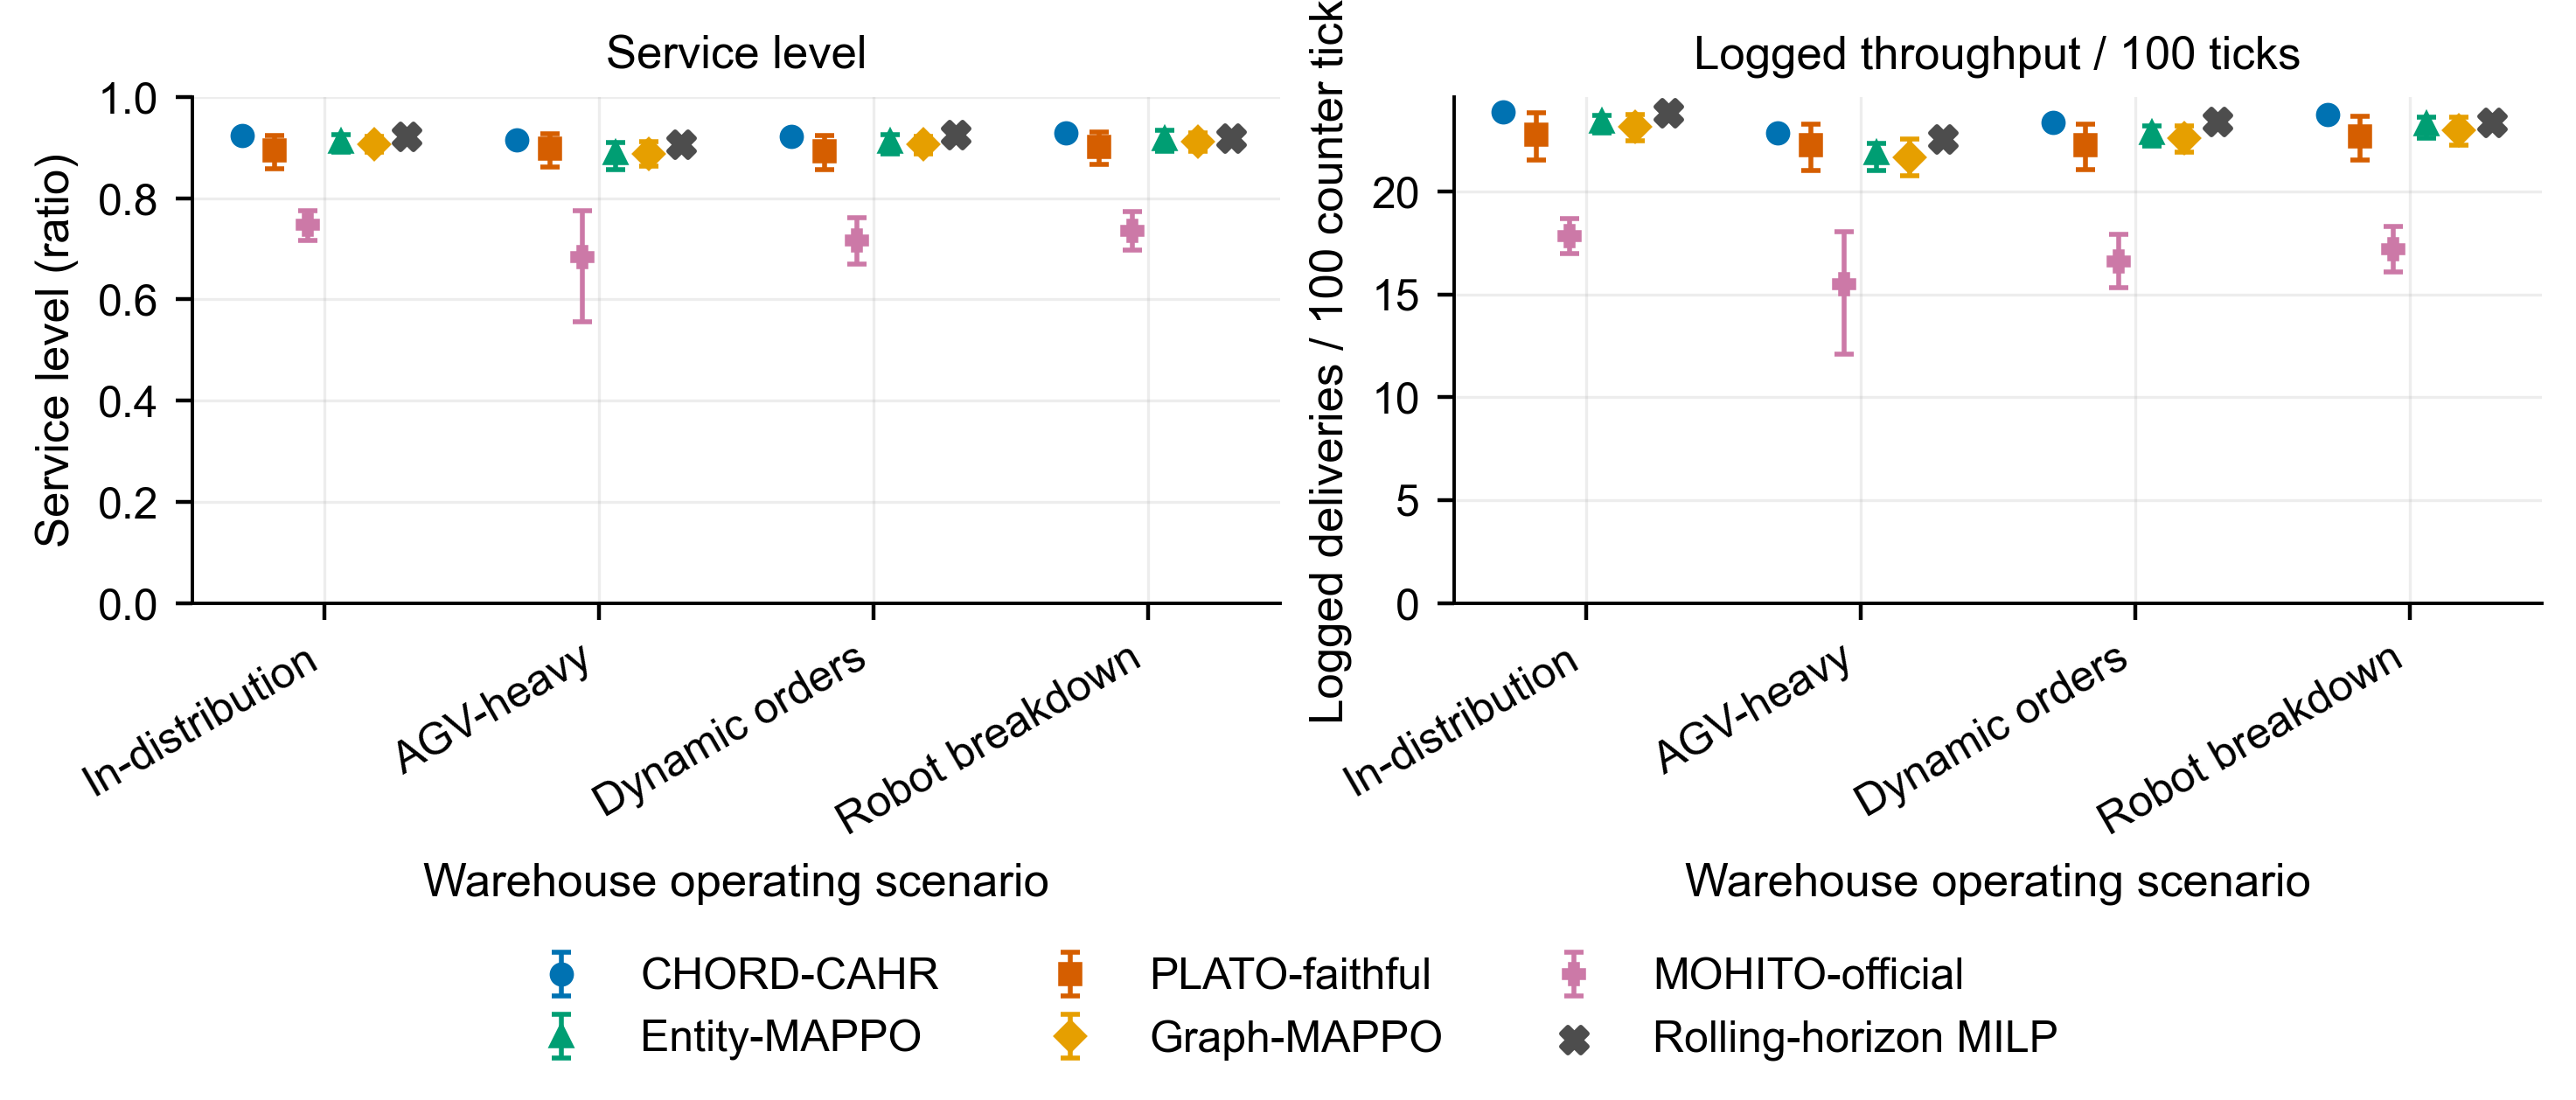 Service level
Service level (ratio)
1.0
0.8
0.6
0.4
0.2
0.0
In-distribution
AGV-heavy
Dynamic orders
Robot breakdown
Warehouse operating scenario
Logged throughput / 100 ticks
Logged deliveries / 100 counter tick
20
15
10
5
0
In-distribution
AGV-heavy
Dynamic orders
Robot breakdown
Warehouse operating scenario
CHORD-CAHR
PLATO-faithful
MOHITO-official
Entity-MAPPO
Graph-MAPPO
Rolling-horizon MILP